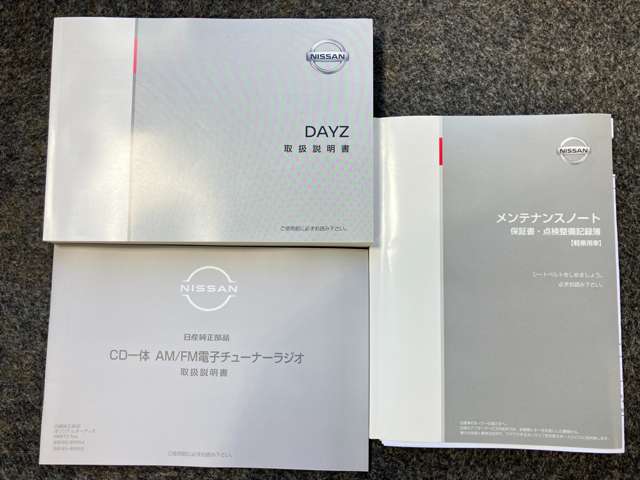 NISSAN
DAYZ
取扱説明書
ご使用前に必ずお読み下さい。
NISSAN
メンテナンスノート
保証書・点検整備記録簿
【軽乗用車】
シートベルトをしめましょう。
必ずお読み下さい。
NISSAN
日産純正部品
CD一体 AM/FM電子チューナーラジオ
取扱説明書
ご使用前に必ずお読み下さい。